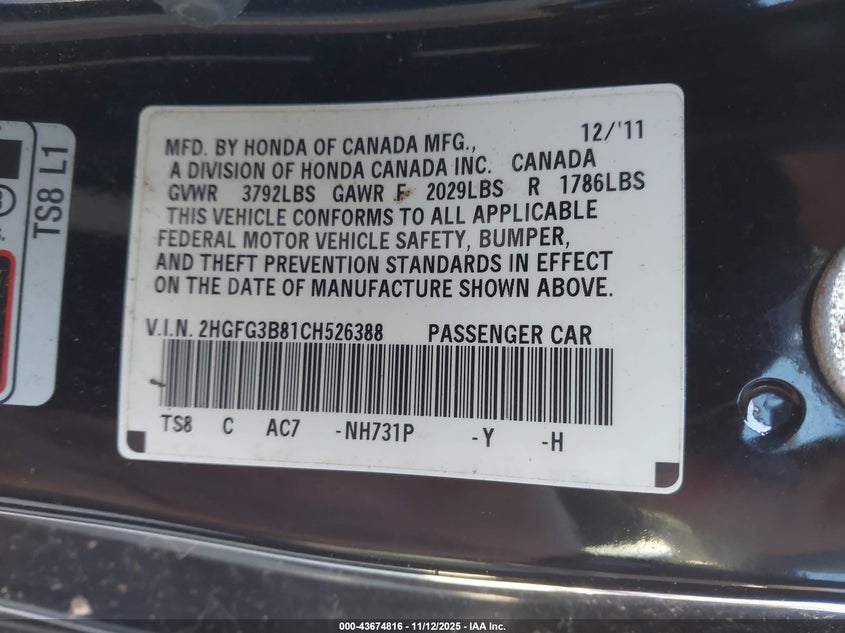 TS8 L1
MFD. BY HONDA OF CANADA MFG., 12/'11
A DIVISION OF HONDA CANADA INC. CANADA
GVWR 3792LBS GAWR F 2029LBS R 1786LBS
THIS VEHICLE CONFORMS TO ALL APPLICABLE
FEDERAL MOTOR VEHICLE SAFETY, BUMPER,
AND THEFT PREVENTION STANDARDS IN EFFECT
ON THE DATE OF MANUFACTURE SHOWN ABOVE.
V.I.N. 2HGFG3B81CH526388 PASSENGER CAR
TS8 C AC7 -NH731P -Y -H
000-43674816 - 11/12/2025 - IAA Inc.